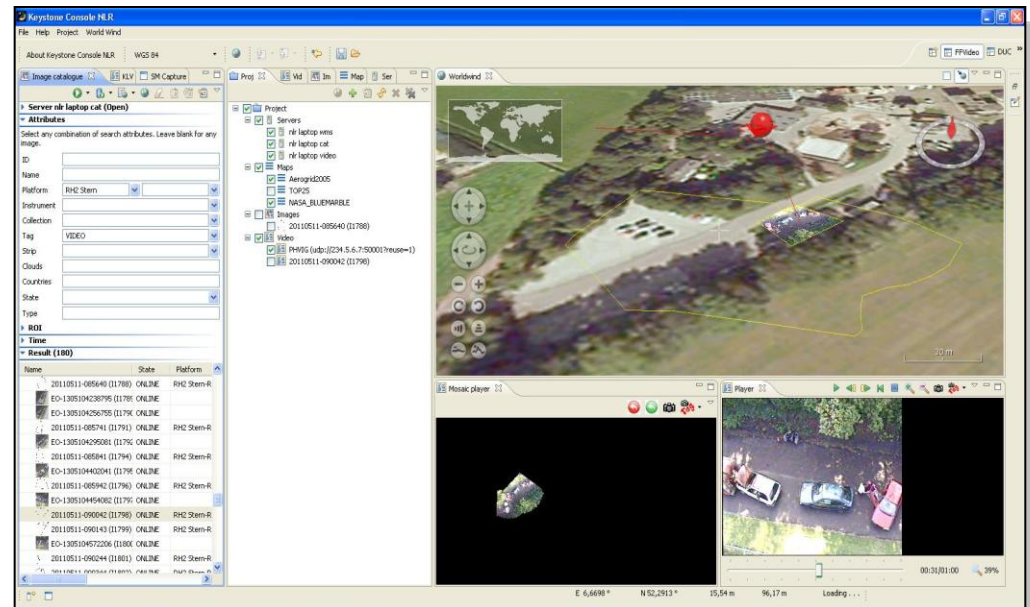 Keystone Console NLR
File Help Project World Wind
About Keystone Console NLR WGS 84
FFVideo DUC »
Image catalogue KLV SM Capture
Server nlr laptop cat (Open)
Attributes
Select any combination of search attributes. Leave blank for any
image.
ID
Name
Platform RH2 Stern
Instrument
Collection
Tag VIDEO
Strip
Clouds
Countries
State
Type
ROI
Time
Result (180)
Name State Platform
20110511-085640 (I1788) ONLINE RH2 Stern-R
EO-1305104238795 (I178 ONLINE
EO-1305104256755 (I179 ONLINE
20110511-085741 (I1791) ONLINE RH2 Stern-R
EO-1305104295081 (I179 ONLINE
20110511-085841 (I1794) ONLINE RH2 Stern-R
EO-1305104402041 (I179 ONLINE
20110511-085942 (I1796) ONLINE RH2 Stern-R
EO-1305104454082 (I179 ONLINE
20110511-090042 (I1798) ONLINE RH2 Stern-R
20110511-090143 (I1799) ONLINE RH2 Stern-R
EO-1305104572206 (I180 ONLINE
20110511-090244 (I1801) ONLINE RH2 Stern-R
Proj Vid Im Map Ser
Project
Servers
nlr laptop wms
nlr laptop cat
nlr laptop video
Maps
Aerogrid2005
TOP25
NASA_BLUEMARBLE
Images
20110511-085640 (I1788)
Video
PHVIG (udp://234.5.6.7:50001?reuse=1)
20110511-090042 (I1798)
Worldwind
20 m
Mosaic player
Player
00:31/01:00 39%
E 6,6698 ° N 52,2913 ° 15,54 m 96,17 m Loading . . .